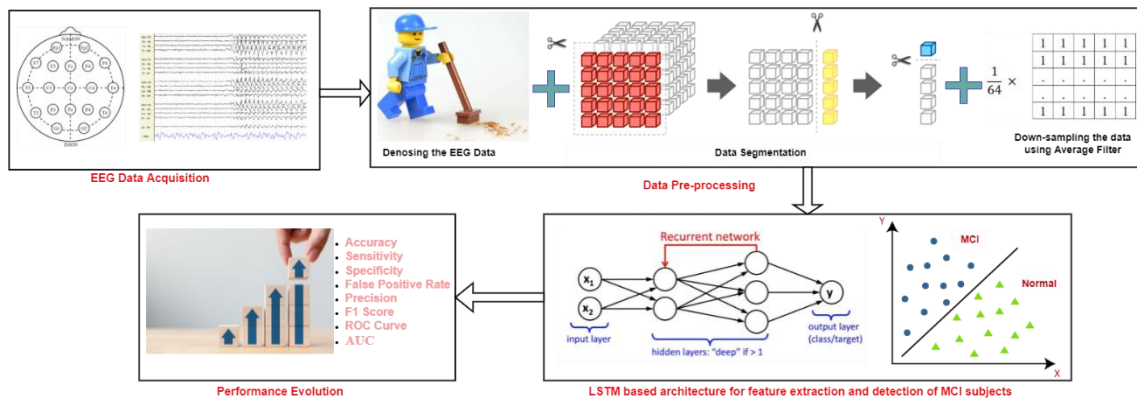 NASION
INION
EEG Data Acquisition
Denosing the EEG Data
Data Segmentation
1
64
×
1 1 1 1 1
1 1 1 1 1
. . . . .
. . . . .
1 1 1 1 1
Down-sampling the data
using Average Filter
Data Pre-processing
Accuracy
Sensitivity
Specificity
False Positive Rate
Precision
F1 Score
ROC Curve
AUC
Performance Evolution
Recurrent network
x₁
x₂
y
input layer
hidden layers: "deep" if > 1
output layer
(class/target)
Y
MCI
Normal
X
LSTM based architecture for feature extraction and detection of MCI subjects